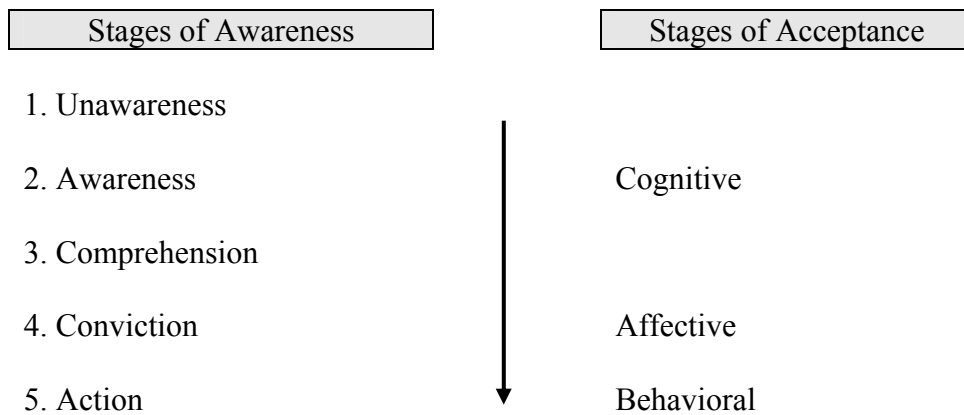 Stages of Awareness Stages of Acceptance
1. Unawareness
2. Awareness Cognitive
3. Comprehension
4. Conviction Affective
5. Action Behavioral